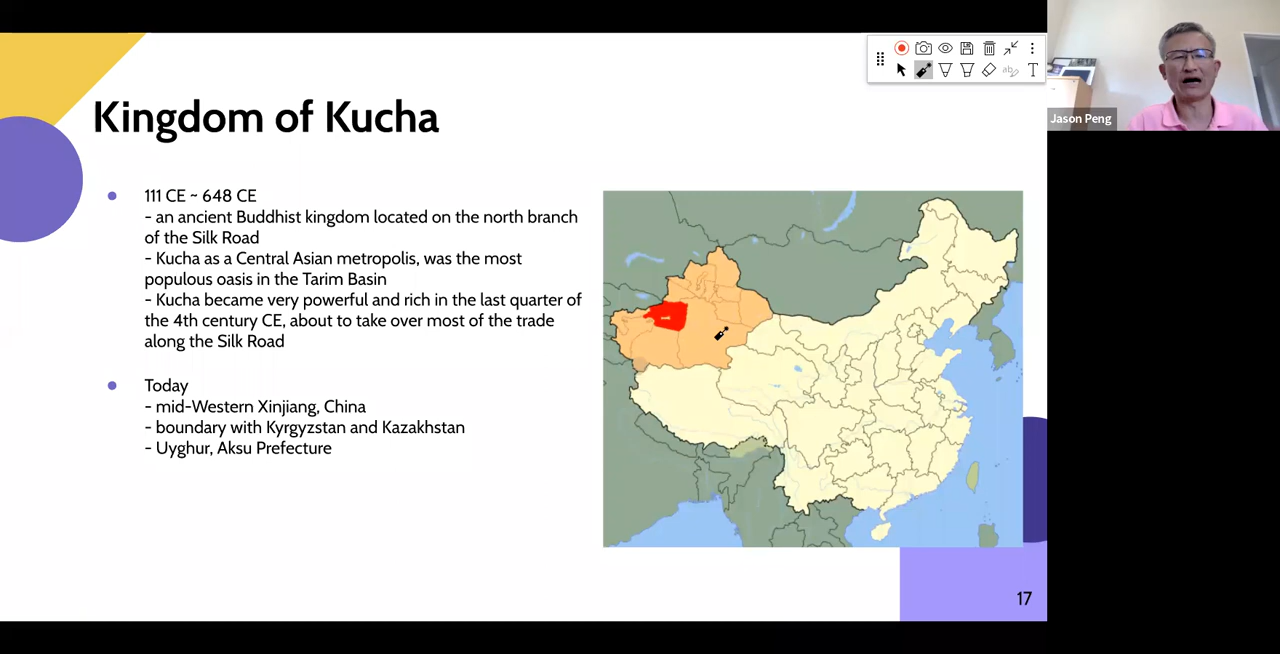 Kingdom of Kucha
111 CE ~ 648 CE
- an ancient Buddhist kingdom located on the north branch
of the Silk Road
- Kucha as a Central Asian metropolis, was the most
populous oasis in the Tarim Basin
- Kucha became very powerful and rich in the last quarter of
the 4th century CE, about to take over most of the trade
along the Silk Road
Today
- mid-Western Xinjiang, China
- boundary with Kyrgyzstan and Kazakhstan
- Uyghur, Aksu Prefecture
17
ab
T
Jason Peng